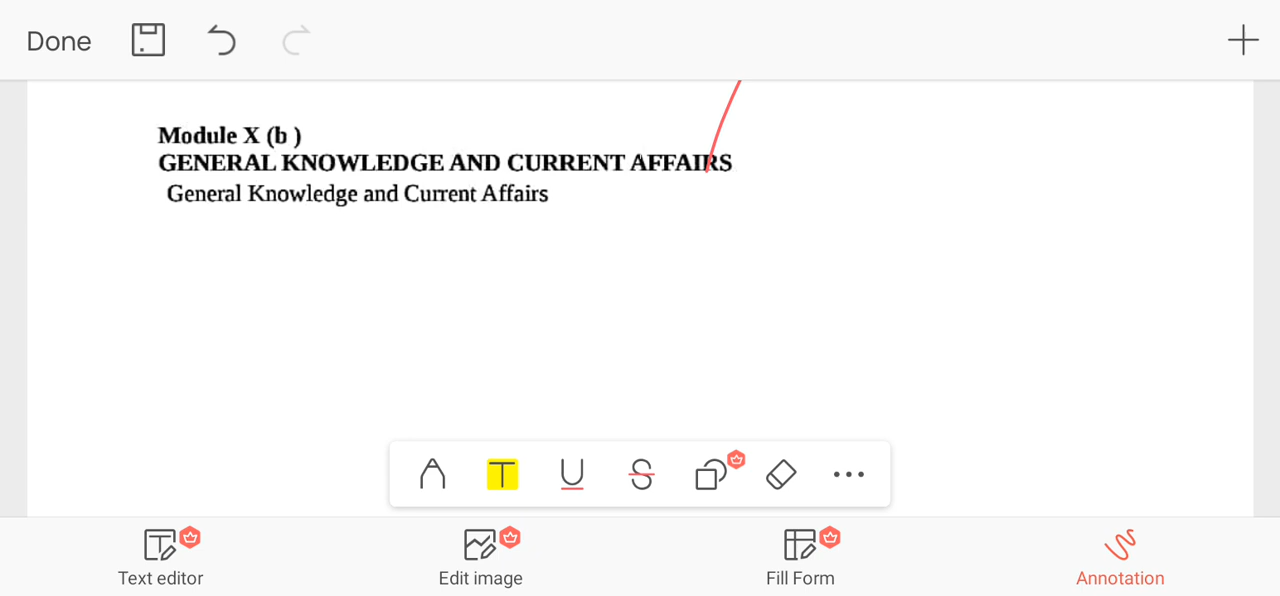 Done
Module X (b )
GENERAL KNOWLEDGE AND CURRENT AFFAIRS
General Knowledge and Current Affairs
Text editor
Edit image
Fill Form
Annotation